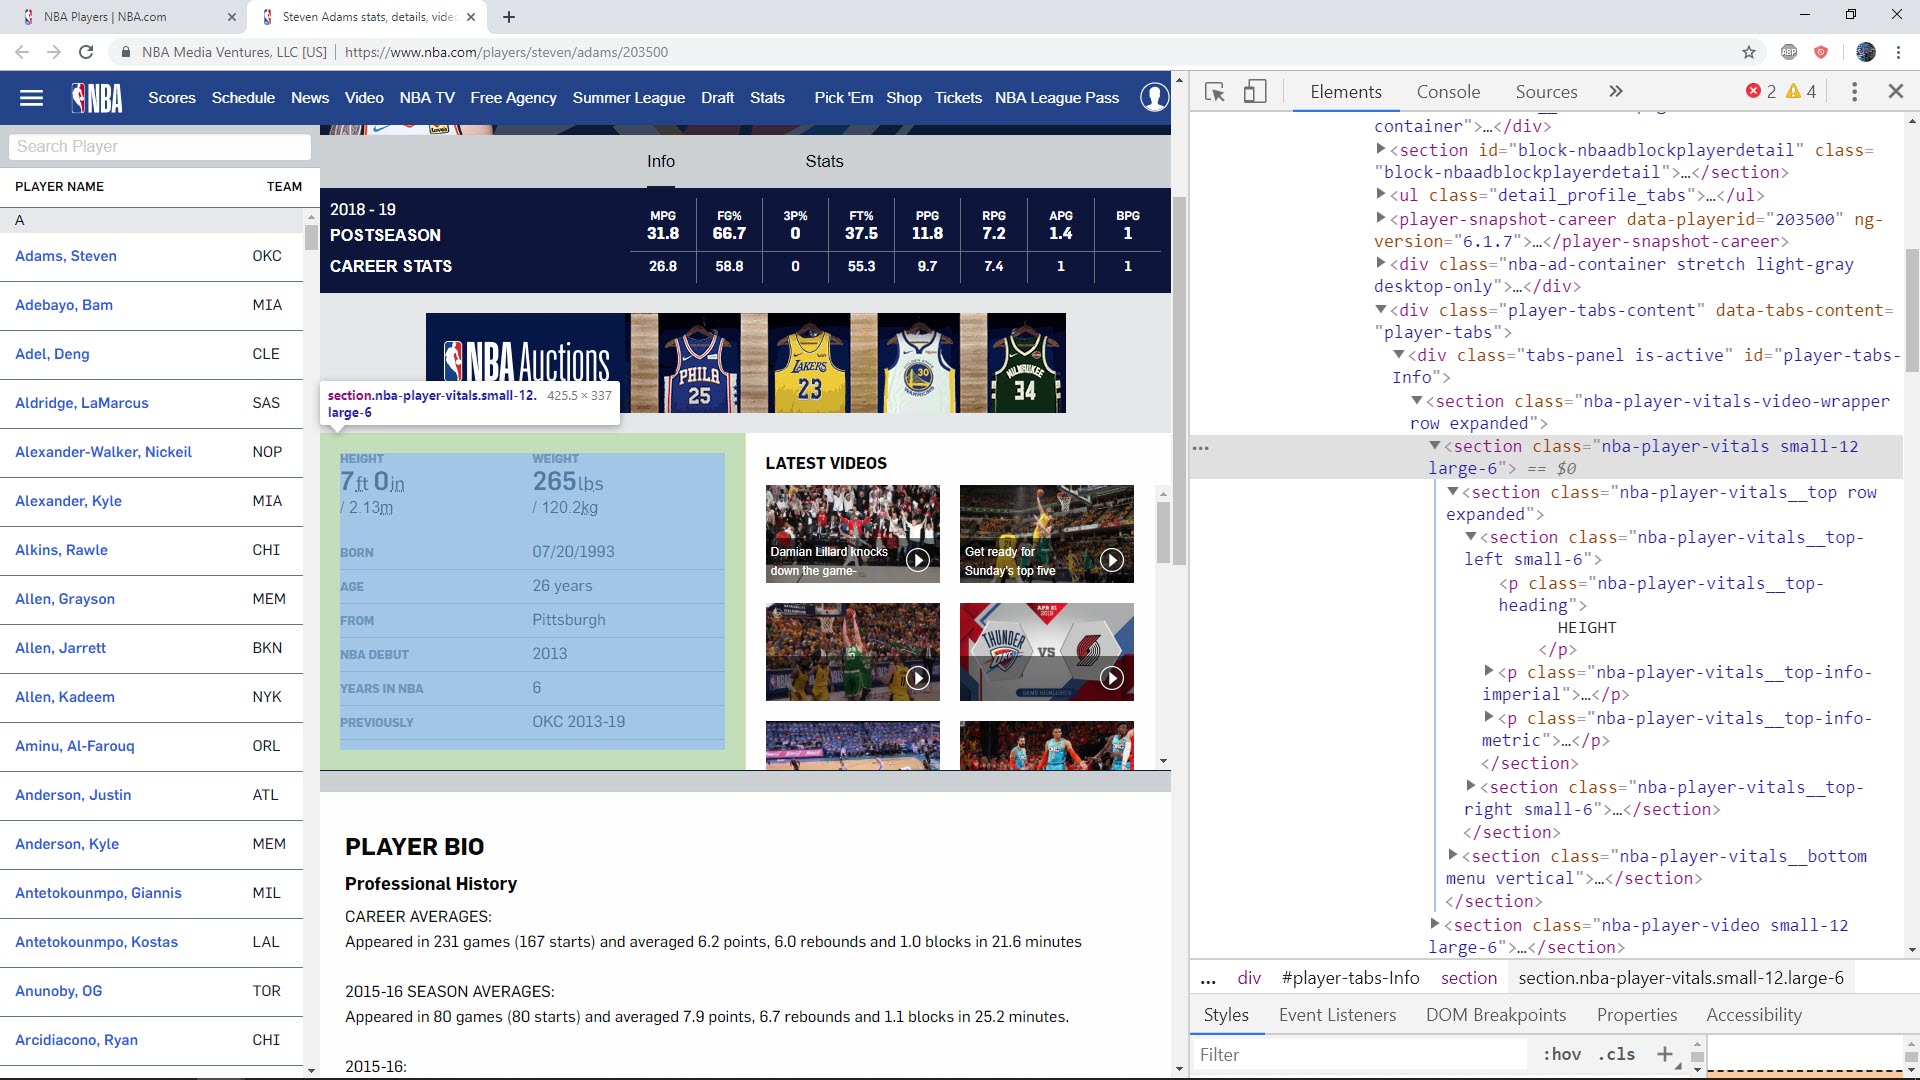 NBA Players | NBA.com
Steven Adams stats, details, vide
NBA Media Ventures, LLC [US] | https://www.nba.com/players/steven/adams/203500
ABP
NBA Scores Schedule News Video NBA TV Free Agency Summer League Draft Stats Pick 'Em Shop Tickets NBA League Pass
Search Player
PLAYER NAME TEAM
A
Adams, Steven OKC
Adebayo, Bam MIA
Adel, Deng CLE
Aldridge, LaMarcus SAS
Alexander-Walker, Nickeil NOP
Alexander, Kyle MIA
Alkins, Rawle CHI
Allen, Grayson MEM
Allen, Jarrett BKN
Allen, Kadeem NYK
Aminu, Al-Farouq ORL
Anderson, Justin ATL
Anderson, Kyle MEM
Antetokounmpo, Giannis MIL
Antetokounmpo, Kostas LAL
Anunoby, OG TOR
Arcidiacono, Ryan CHI
Info Stats
2018 - 19
POSTSEASON
MPG FG% 3P% FT% PPG RPG APG BPG
31.8 66.7 0 37.5 11.8 7.2 1.4 1
CAREER STATS 26.8 58.8 0 55.3 9.7 7.4 1 1
NBA Auctions
PHILA 25
LAKERS 23
30 WARRIORS
MILWAUKEE 34
section.nba-player-vitals.small-12. 425.5 × 337
large-6
HEIGHT WEIGHT
7ft 0in 265lbs
/ 2.13m / 120.2kg
BORN 07/20/1993
AGE 26 years
FROM Pittsburgh
NBA DEBUT 2013
YEARS IN NBA 6
PREVIOUSLY OKC 2013-19
LATEST VIDEOS
Damian Lillard knocks
down the game-
Get ready for
Sunday's top five
APR 21
2019
THUNDER
OKC
VS
GAME HIGHLIGHTS
PLAYER BIO
Professional History
CAREER AVERAGES:
Appeared in 231 games (167 starts) and averaged 6.2 points, 6.0 rebounds and 1.0 blocks in 21.6 minutes
2015-16 SEASON AVERAGES:
Appeared in 80 games (80 starts) and averaged 7.9 points, 6.7 rebounds and 1.1 blocks in 25.2 minutes.
2015-16:
Elements Console Sources » 2 4
container">…</div>
<section id="block-nbaadblockplayerdetail" class=
"block-nbaadblockplayerdetail">…</section>
<ul class="detail_profile_tabs">…</ul>
<player-snapshot-career data-playerid="203500" ng-
version="6.1.7">…</player-snapshot-career>
<div class="nba-ad-container stretch light-gray
desktop-only">…</div>
<div class="player-tabs-content" data-tabs-content=
"player-tabs">
<div class="tabs-panel is-active" id="player-tabs-
Info">
<section class="nba-player-vitals-video-wrapper
row expanded">
… <section class="nba-player-vitals small-12
large-6"> == $0
<section class="nba-player-vitals__top row
expanded">
<section class="nba-player-vitals__top-
left small-6">
<p class="nba-player-vitals__top-
heading">
HEIGHT
</p>
<p class="nba-player-vitals__top-info-
imperial">…</p>
<p class="nba-player-vitals__top-info-
metric">…</p>
</section>
<section class="nba-player-vitals__top-
right small-6">…</section>
</section>
<section class="nba-player-vitals__bottom
menu vertical">…</section>
</section>
<section class="nba-player-video small-12
large-6">…</section>
... div #player-tabs-Info section section.nba-player-vitals.small-12.large-6
Styles Event Listeners DOM Breakpoints Properties Accessibility
Filter :hov .cls +